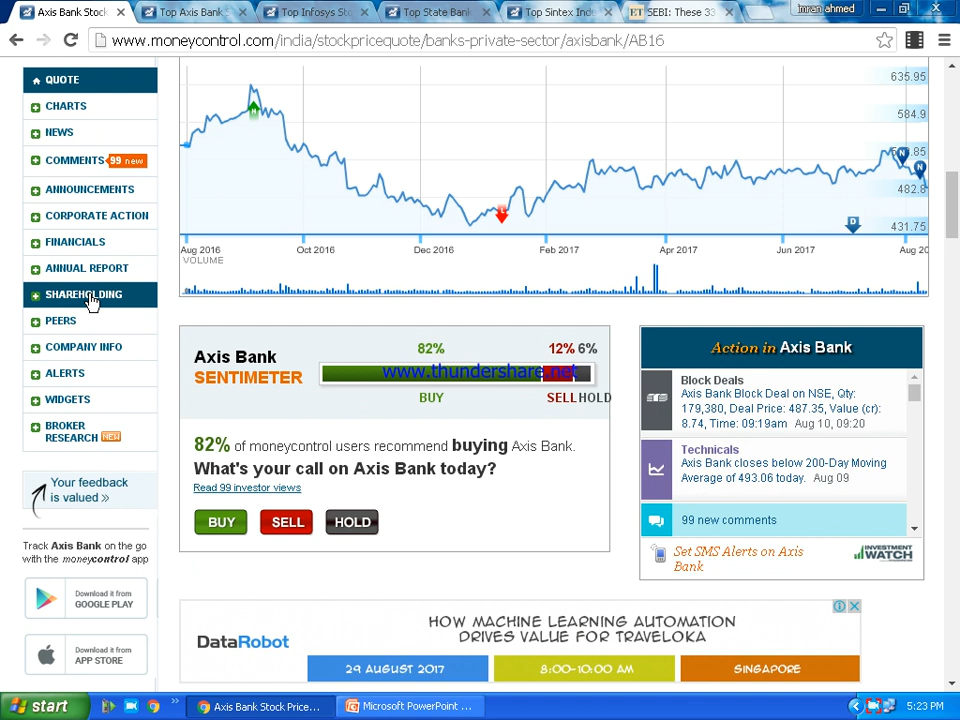 Axis Bank Stock
Top Axis Bank S
Top Infosys Sto
Top State Bank
Top Sintex Inde
ET SEBI: These 33
imran ahmed
www.moneycontrol.com/india/stockpricequote/banks-private-sector/axisbank/AB16
QUOTE
CHARTS
NEWS
COMMENTS 99 new
ANNOUNCEMENTS
CORPORATE ACTION
FINANCIALS
ANNUAL REPORT
SHAREHOLDING
PEERS
COMPANY INFO
ALERTS
WIDGETS
BROKER
RESEARCH NEW
Your feedback
is valued »
Track Axis Bank on the go
with the moneycontrol app
Download it from
GOOGLE PLAY
Download it from
APP STORE
635.95
584.9
N
N
482.8
D
431.75
Aug 2016
Oct 2016
Dec 2016
Feb 2017
Apr 2017
Jun 2017
Aug 20
VOLUME
Axis Bank
SENTIMETER
82%
12% 6%
www.thundershare.net
BUY
SELL HOLD
82% of moneycontrol users recommend buying Axis Bank.
What's your call on Axis Bank today?
Read 99 investor views
BUY
SELL
HOLD
Action in Axis Bank
Block Deals
Axis Bank Block Deal on NSE, Qty:
179,380, Deal Price: 487.35, Value (cr):
8.74, Time: 09:19am Aug 10, 09:20
Technicals
Axis Bank closes below 200-Day Moving
Average of 493.06 today. Aug 09
99 new comments
Set SMS Alerts on Axis
Bank
INVESTMENT
WATCH
DataRobot
HOW MACHINE LEARNING AUTOMATION
DRIVES VALUE FOR TRAVELOKA
29 AUGUST 2017
8:00-10:00 AM
SINGAPORE
start
Axis Bank Stock Price...
Microsoft PowerPoint ...
5:23 PM